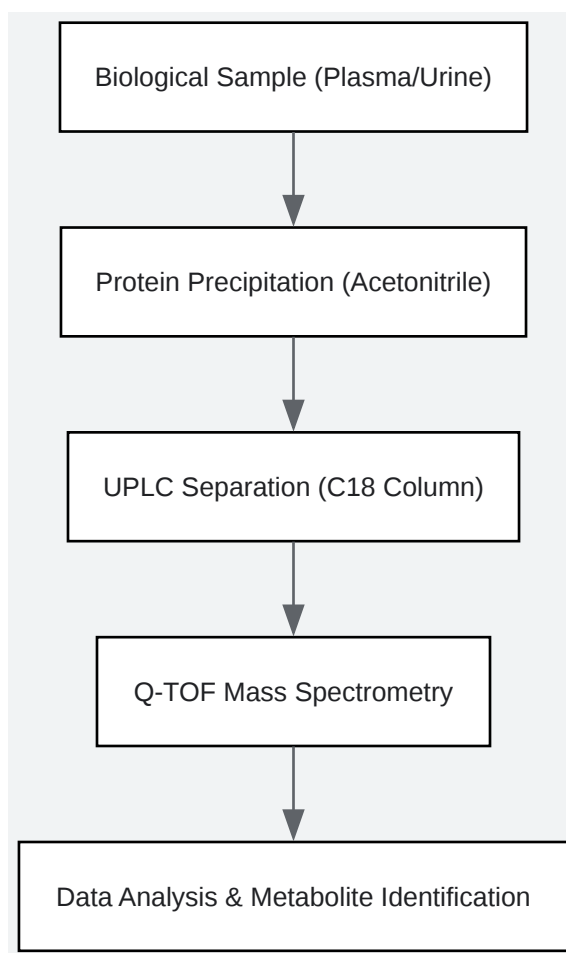 Biological Sample (Plasma/Urine)
Protein Precipitation (Acetonitrile)
UPLC Separation (C18 Column)
Q-TOF Mass Spectrometry
Data Analysis & Metabolite Identification